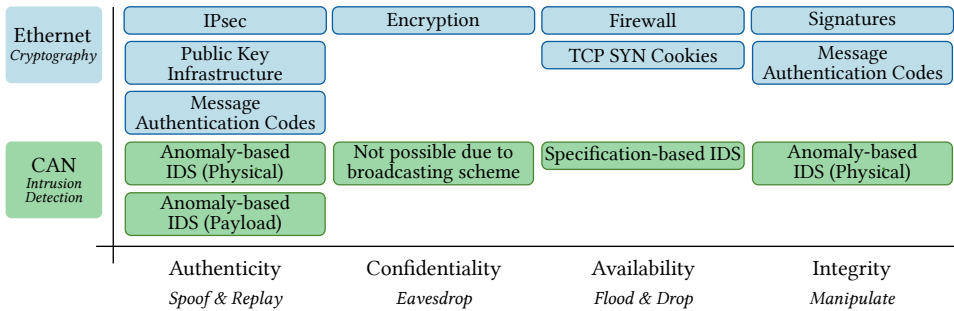 Ethernet
Cryptography
IPsec
Encryption
Firewall
Signatures
Public Key
Infrastructure
TCP SYN Cookies
Message
Authentication Codes
Message
Authentication Codes
CAN
Intrusion
Detection
Anomaly-based
IDS (Physical)
Not possible due to
broadcasting scheme
Specification-based IDS
Anomaly-based
IDS (Physical)
Anomaly-based
IDS (Payload)
Authenticity
Confidentiality
Availability
Integrity
Spoof & Replay
Eavesdrop
Flood & Drop
Manipulate